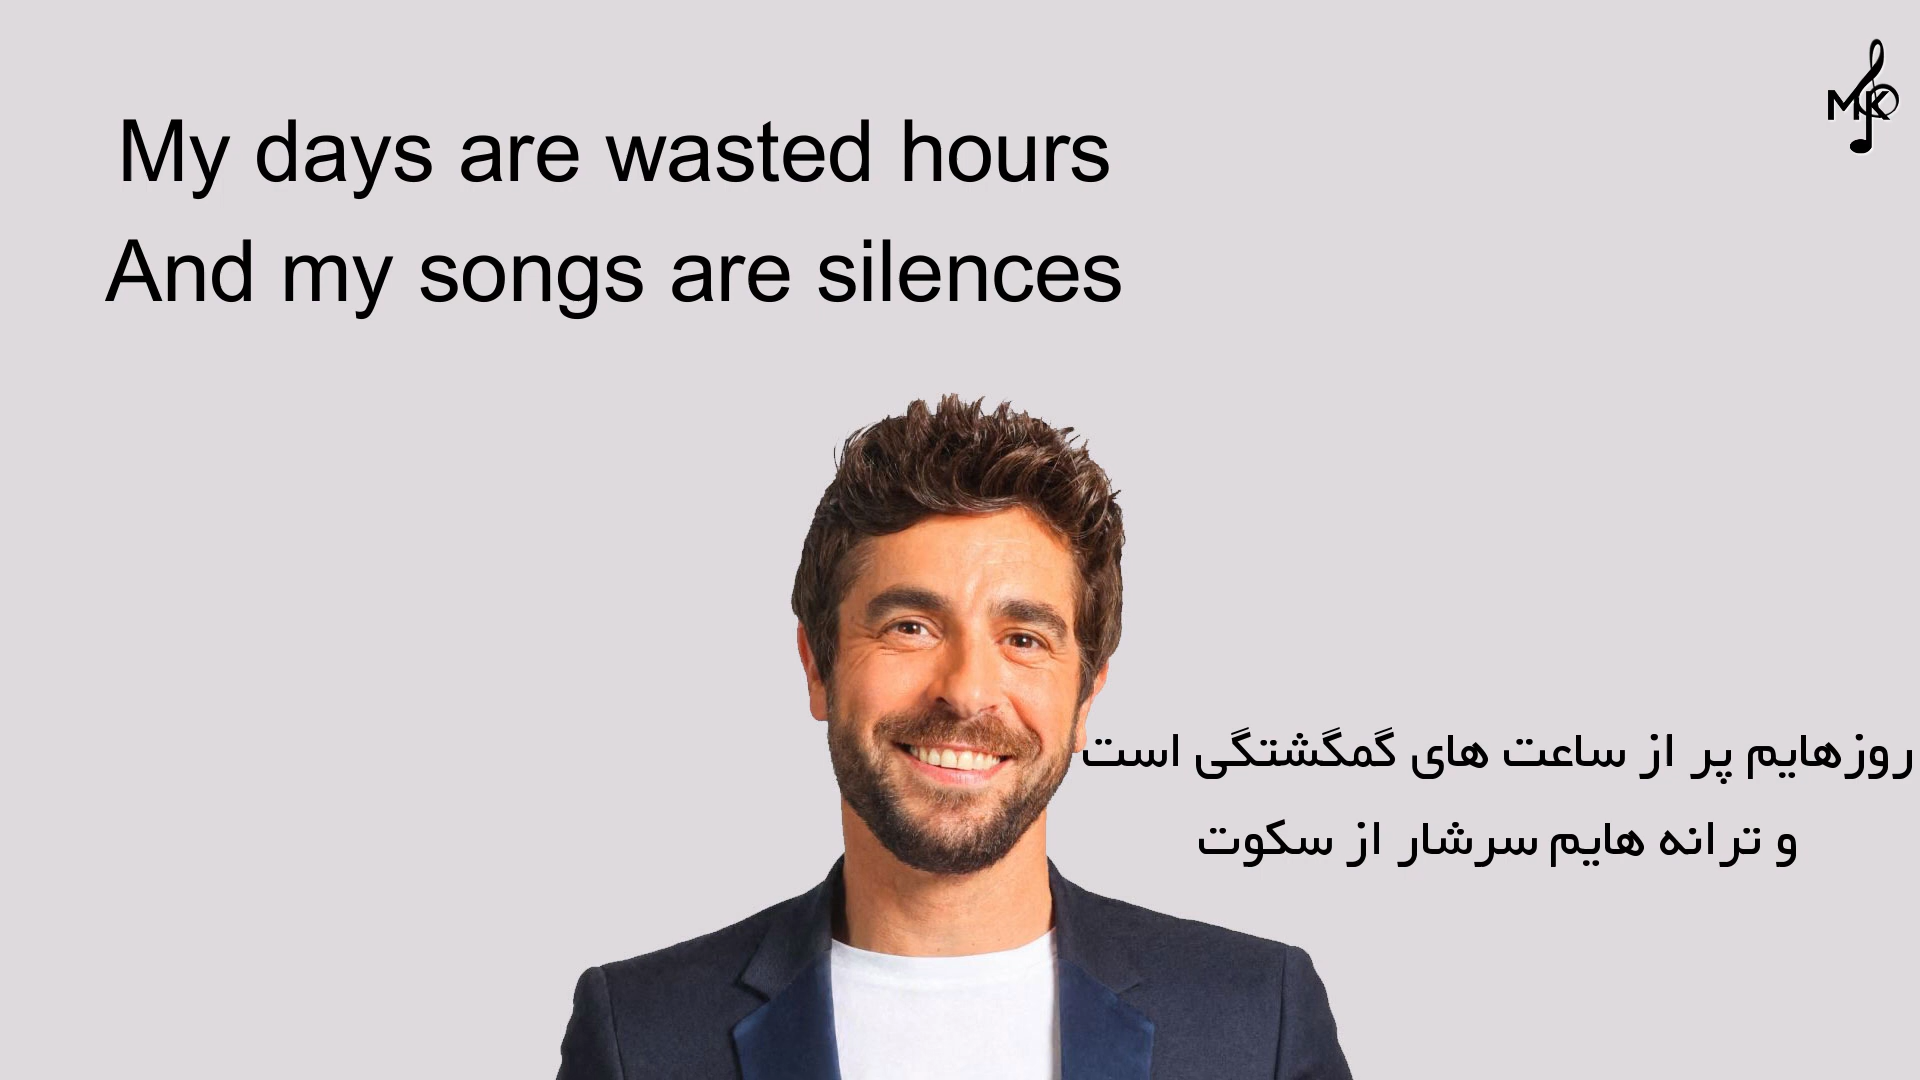 My days are wasted hours
And my songs are silences
MK
روزهایم پر از ساعت های گمگشتگی است
و ترانه هایم سرشار از سکوت